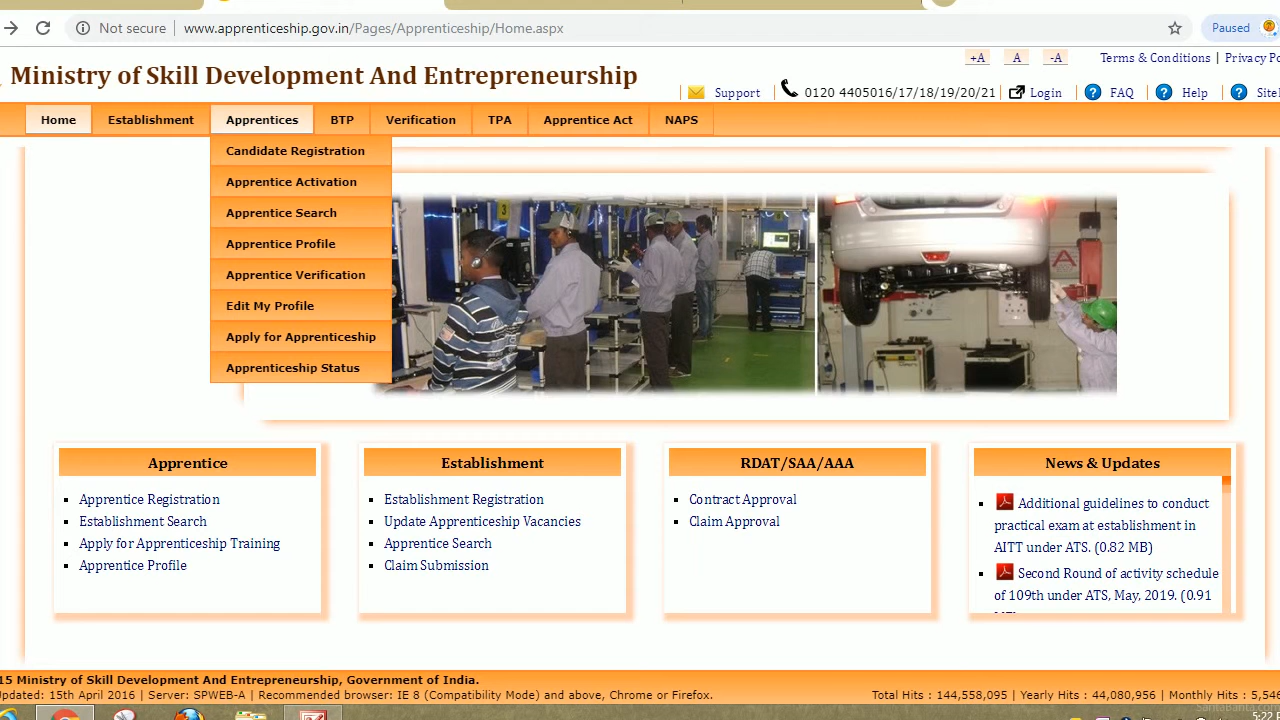 Not secure | www.apprenticeship.gov.in/Pages/Apprenticeship/Home.aspx
Paused
+A A -A Terms & Conditions | Privacy Po
Ministry of Skill Development And Entrepreneurship
Support 0120 4405016/17/18/19/20/21 Login FAQ Help Site
Home Establishment Apprentices BTP Verification TPA Apprentice Act NAPS
Candidate Registration
Apprentice Activation
Apprentice Search
Apprentice Profile
Apprentice Verification
Edit My Profile
Apply for Apprenticeship
Apprenticeship Status
3
A
Apprentice
Apprentice Registration
Establishment Search
Apply for Apprenticeship Training
Apprentice Profile
Establishment
Establishment Registration
Update Apprenticeship Vacancies
Apprentice Search
Claim Submission
RDAT/SAA/AAA
Contract Approval
Claim Approval
News & Updates
Additional guidelines to conduct
practical exam at establishment in
AITT under ATS. (0.82 MB)
Second Round of activity schedule
of 109th under ATS, May, 2019. (0.91
15 Ministry of Skill Development And Entrepreneurship, Government of India.
Updated: 15th April 2016 | Server: SPWEB-A | Recommended browser: IE 8 (Compatibility Mode) and above, Chrome or Firefox.
Total Hits : 144,558,095 | Yearly Hits : 44,080,956 | Monthly Hits : 5,546
SantaBanta.com
5:22 P